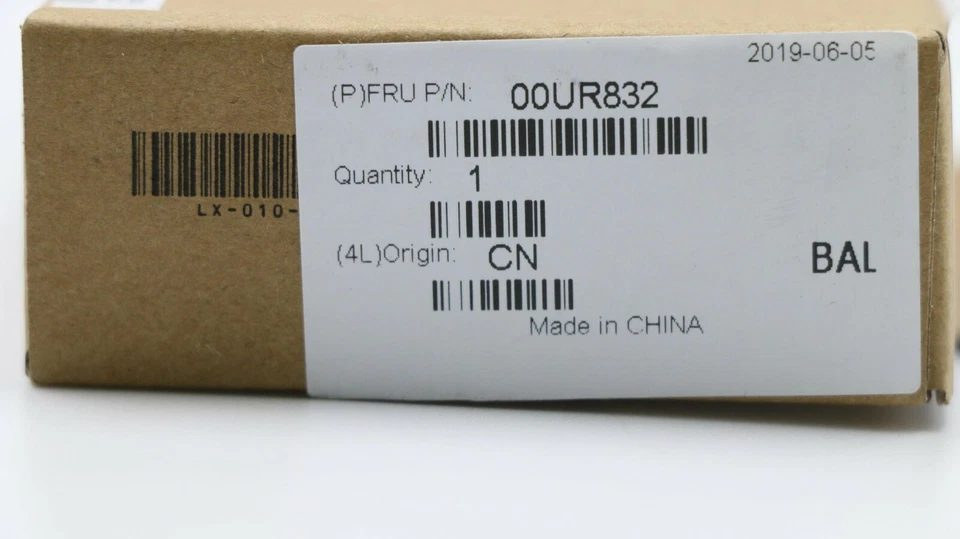 2019-06-05
(P)FRU P/N: 00UR832
Quantity: 1
LX-010-
(4L)Origin: CN
BAL
Made in CHINA